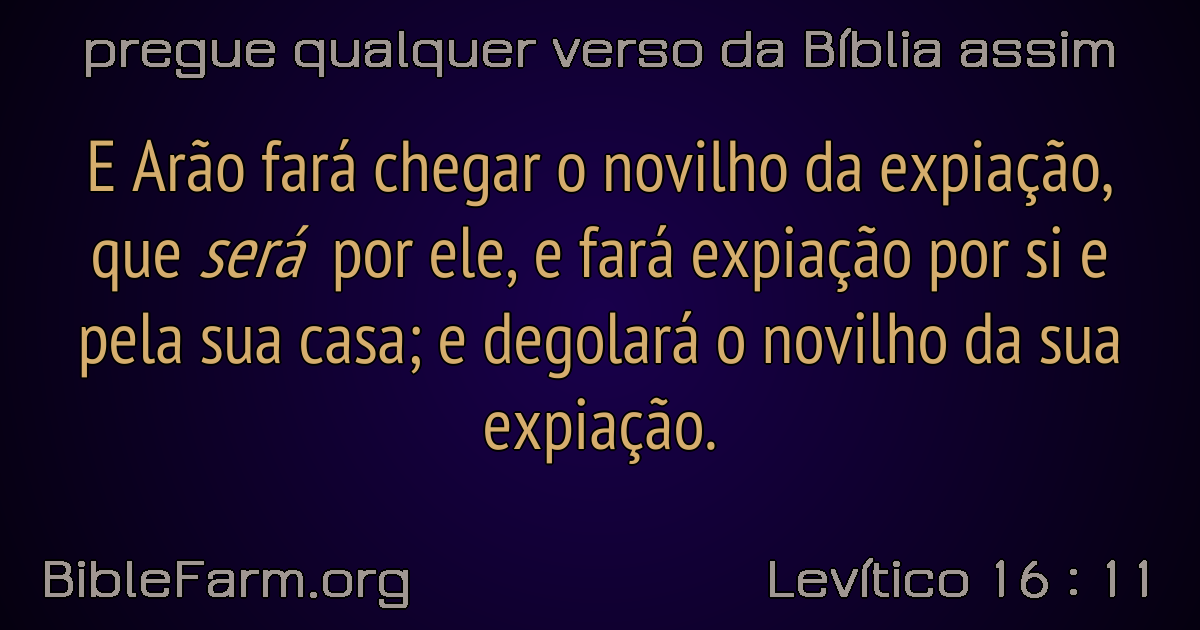 pregue qualquer verso da Bíblia assim
E Arão fará chegar o novilho da expiação,
que será por ele, e fará expiação por si e
pela sua casa; e degolará o novilho da sua
expiação.
BibleFarm.org
Levítico 16 : 11